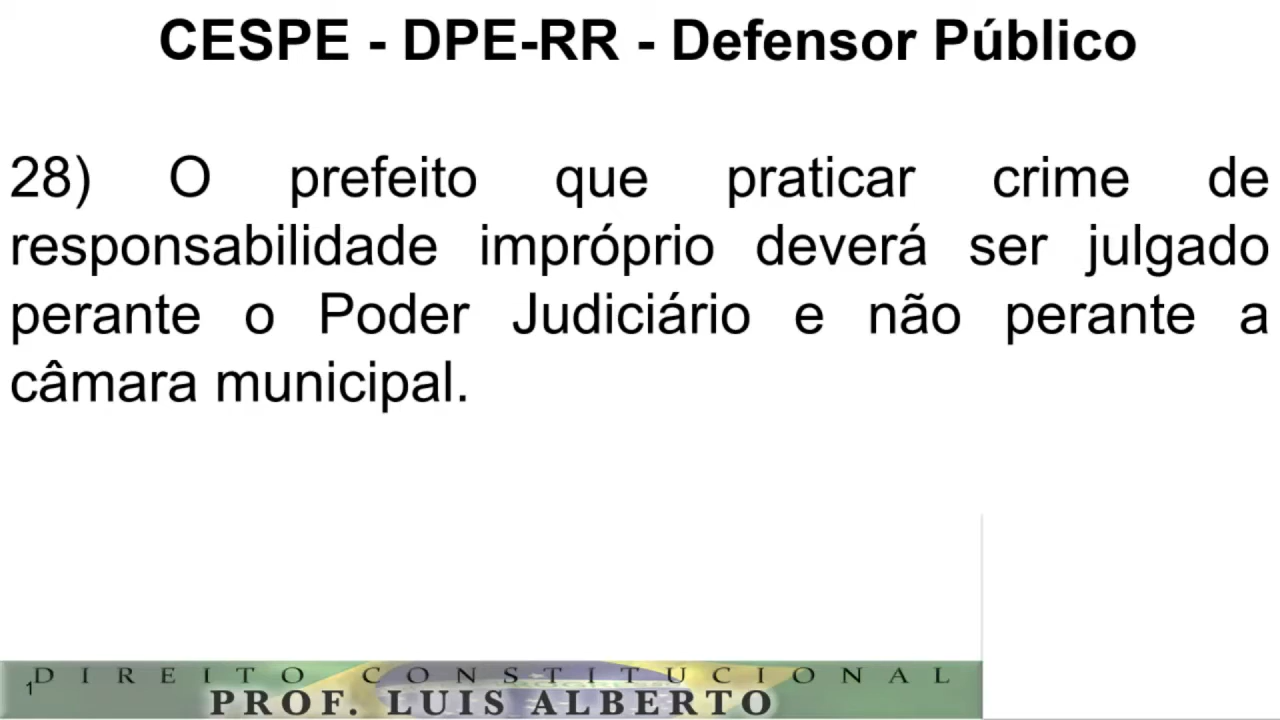 CESPE - DPE-RR - Defensor Público
28) O prefeito que praticar crime de
responsabilidade impróprio deverá ser julgado
perante o Poder Judiciário e não perante a
câmara municipal.
1
DIREITO CONSTITUCIONAL
PROF. LUIS ALBERTO